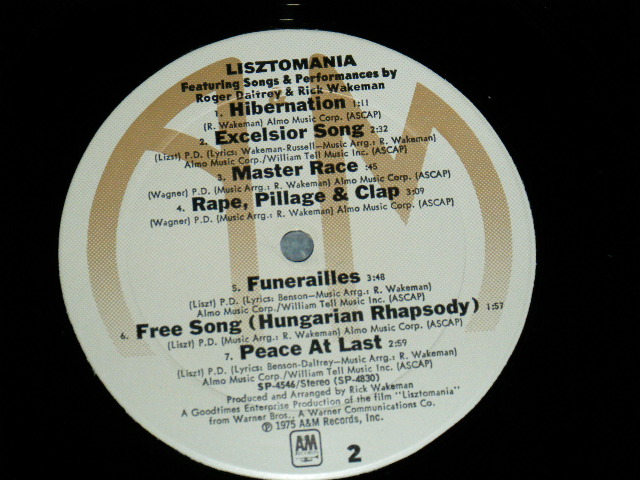 LISZTOMANIA
Featuring Songs & Performances by
Roger Daltrey & Rick Wakeman
1. Hibernation 1:11
(R. Wakeman) Almo Music Corp. (ASCAP)
2. Excelsior Song 2:32
(Liszt) P.D. (Lyrics: Wakeman-Russell—Music Arrg.: R. Wakeman)
Almo Music Corp./William Tell Music Inc. (ASCAP)
3. Master Race :45
(Wagner) P.D. (Music Arrg.: R. Wakeman) Almo Music Corp. (ASCAP)
4. Rape, Pillage & Clap 3:09
(Wagner) P.D. (Music Arrg.: R. Wakeman) Almo Music Corp. (ASCAP)
5. Funerailles 3:48
(Liszt) P.D. (Lyrics: Benson—Music Arrg.: R. Wakeman)
Almo Music Corp./William Tell Music Inc. (ASCAP)
6. Free Song (Hungarian Rhapsody) 1:57
(Liszt) P.D. (Music Arrg.: R. Wakeman) Almo Music Corp. (ASCAP)
7. Peace At Last 2:59
(Liszt) P.D. (Lyrics: Benson-Daltrey—Music Arrg.: R. Wakeman)
Almo Music Corp./William Tell Music Inc. (ASCAP)
SP-4546/Stereo (SP-4830)
Produced and Arranged by Rick Wakeman
A Goodtimes Enterprise Production of the film "Lisztomania"
from Warner Bros., A Warner Communications Co.
℗ 1975 A&M Records, Inc.
A&M
2